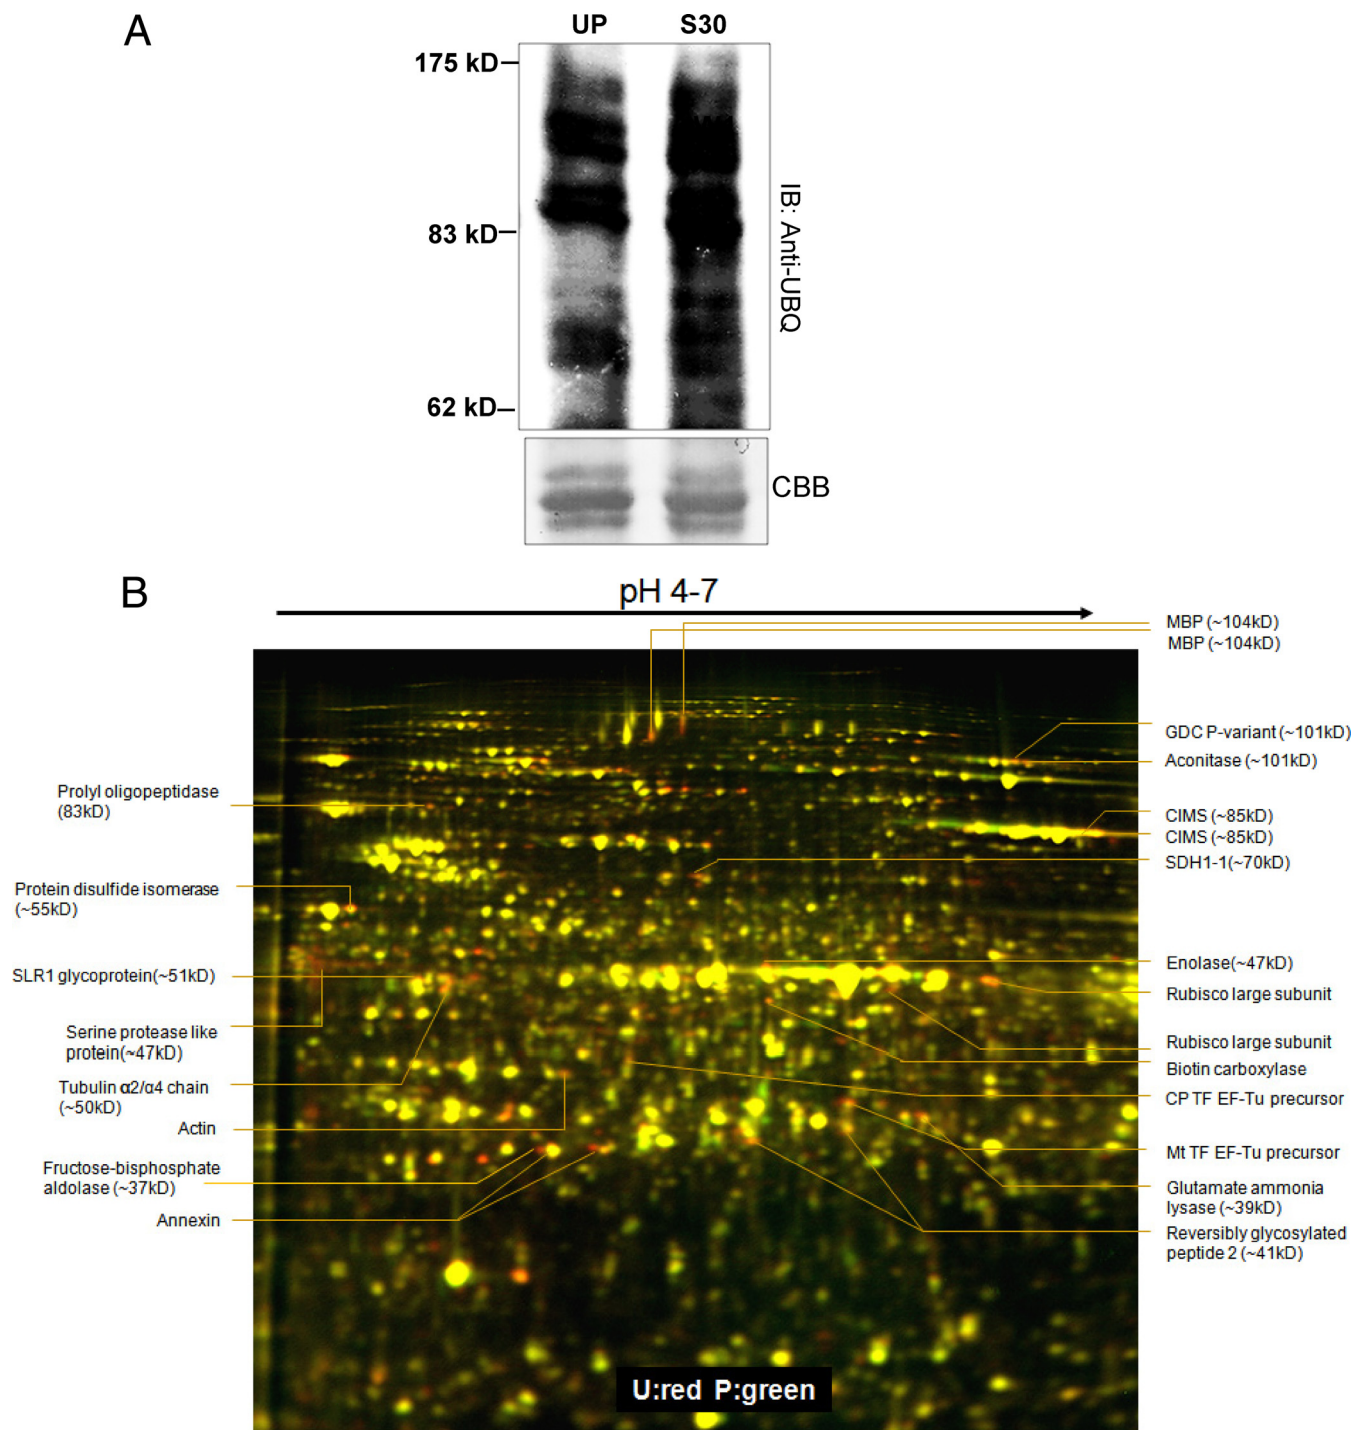 A
UP
S30
175 kD
83 kD
62 kD
IB: Anti-UBQ
CBB
B
pH 4-7
MBP (~104kD)
MBP (~104kD)
GDC P-variant (~101kD)
Aconitase (~101kD)
CIMS (~85kD)
CIMS (~85kD)
SDH1-1(~70kD)
Enolase(~47kD)
Rubisco large subunit
Rubisco large subunit
Biotin carboxylase
CP TF EF-Tu precursor
Mt TF EF-Tu precursor
Glutamate ammonia
lysase (~39kD)
Reversibly glycosylated
peptide 2 (~41kD)
Prolyl oligopeptidase
(83kD)
Protein disulfide isomerase
(~55kD)
SLR1 glycoprotein(~51kD)
Serine protease like
protein(~47kD)
Tubulin α2/α4 chain
(~50kD)
Actin
Fructose-bisphosphate
aldolase (~37kD)
Annexin
U:red P:green